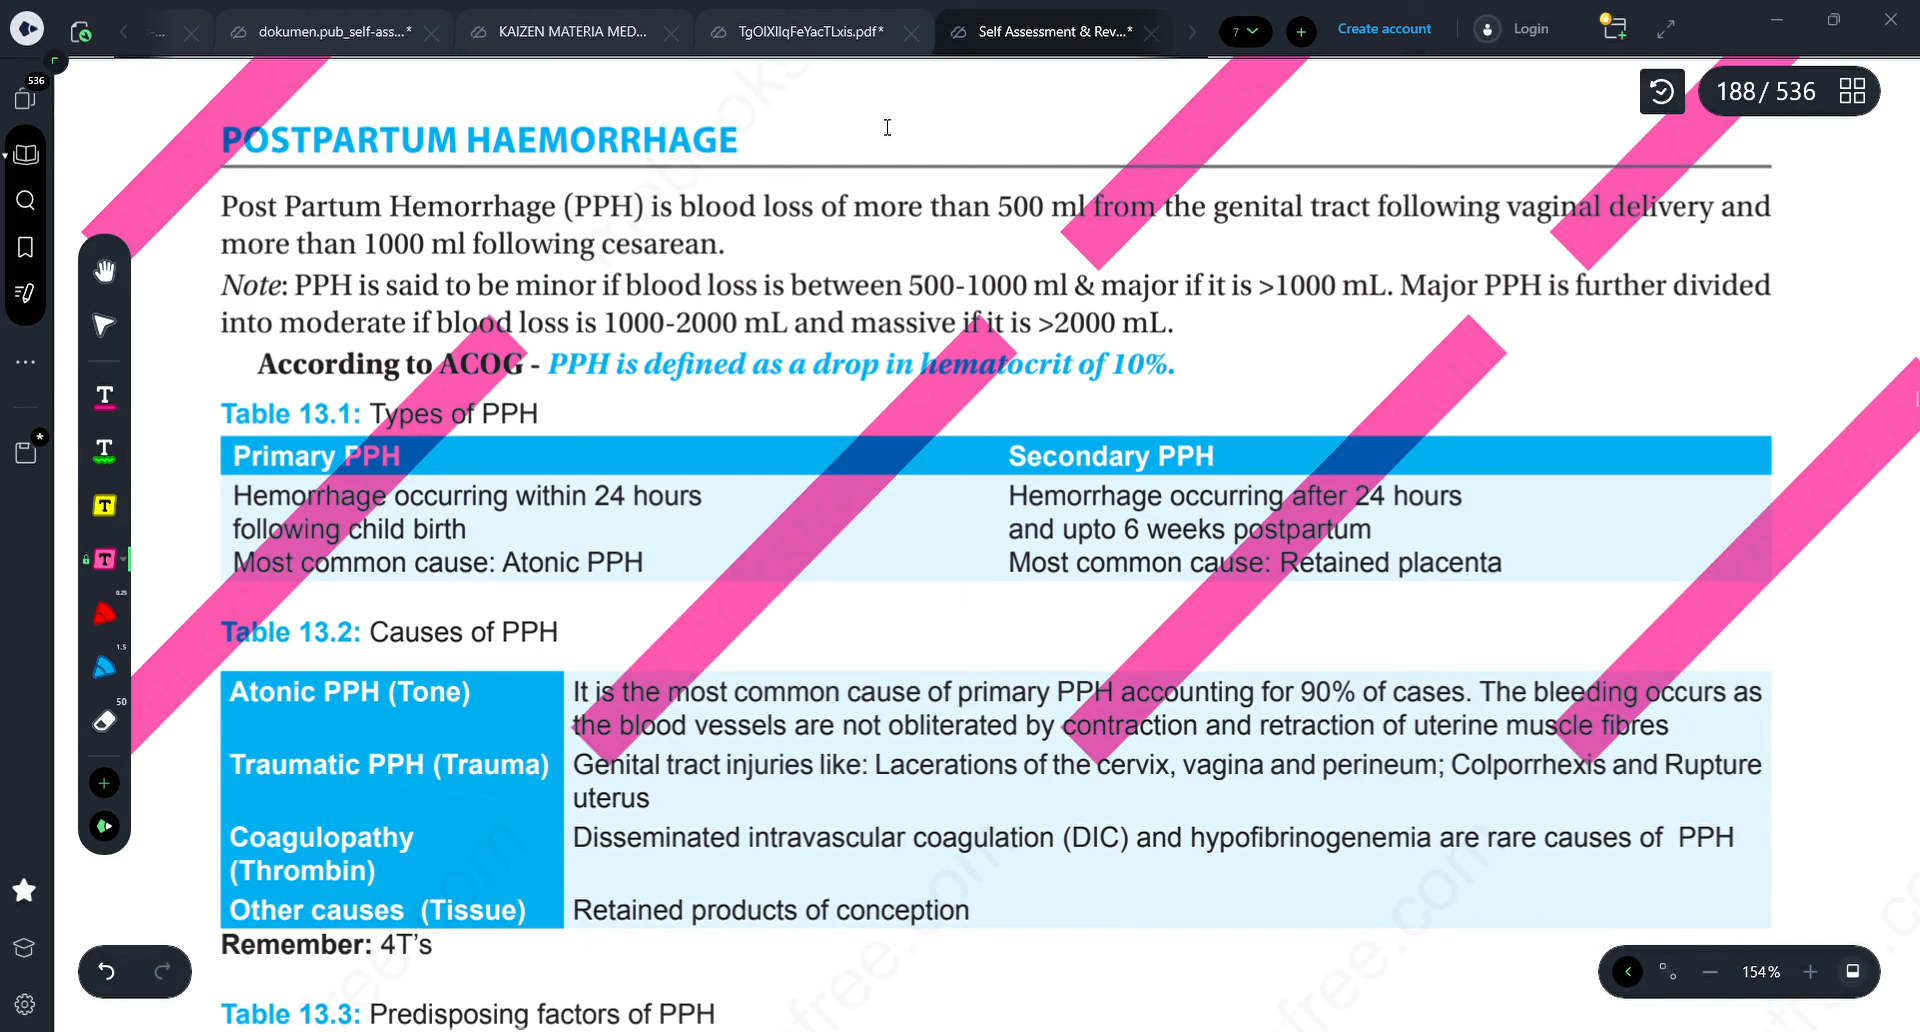 -...
dokumen.pub_self-ass...*
KAIZEN MATERIA MED...
TgOlXllqFeYacTLxis.pdf*
Self Assessment & Rev...*
7
Create account
Login
536
188 / 536
POSTPARTUM HAEMORRHAGE
Post Partum Hemorrhage (PPH) is blood loss of more than 500 ml from the genital tract following vaginal delivery and
more than 1000 ml following cesarean.
Note: PPH is said to be minor if blood loss is between 500-1000 ml & major if it is >1000 mL. Major PPH is further divided
into moderate if blood loss is 1000-2000 mL and massive if it is >2000 mL.
According to ACOG - PPH is defined as a drop in hematocrit of 10%.
Table 13.1: Types of PPH
Primary PPH
Secondary PPH
Hemorrhage occurring within 24 hours
following child birth
Most common cause: Atonic PPH
Hemorrhage occurring after 24 hours
and upto 6 weeks postpartum
Most common cause: Retained placenta
Table 13.2: Causes of PPH
Atonic PPH (Tone)
It is the most common cause of primary PPH accounting for 90% of cases. The bleeding occurs as
the blood vessels are not obliterated by contraction and retraction of uterine muscle fibres
Traumatic PPH (Trauma)
Genital tract injuries like: Lacerations of the cervix, vagina and perineum; Colporrhexis and Rupture
uterus
Coagulopathy
(Thrombin)
Disseminated intravascular coagulation (DIC) and hypofibrinogenemia are rare causes of PPH
Other causes (Tissue)
Retained products of conception
Remember: 4T's
Table 13.3: Predisposing factors of PPH
T
T
T
T
0.25
1.5
50
154%